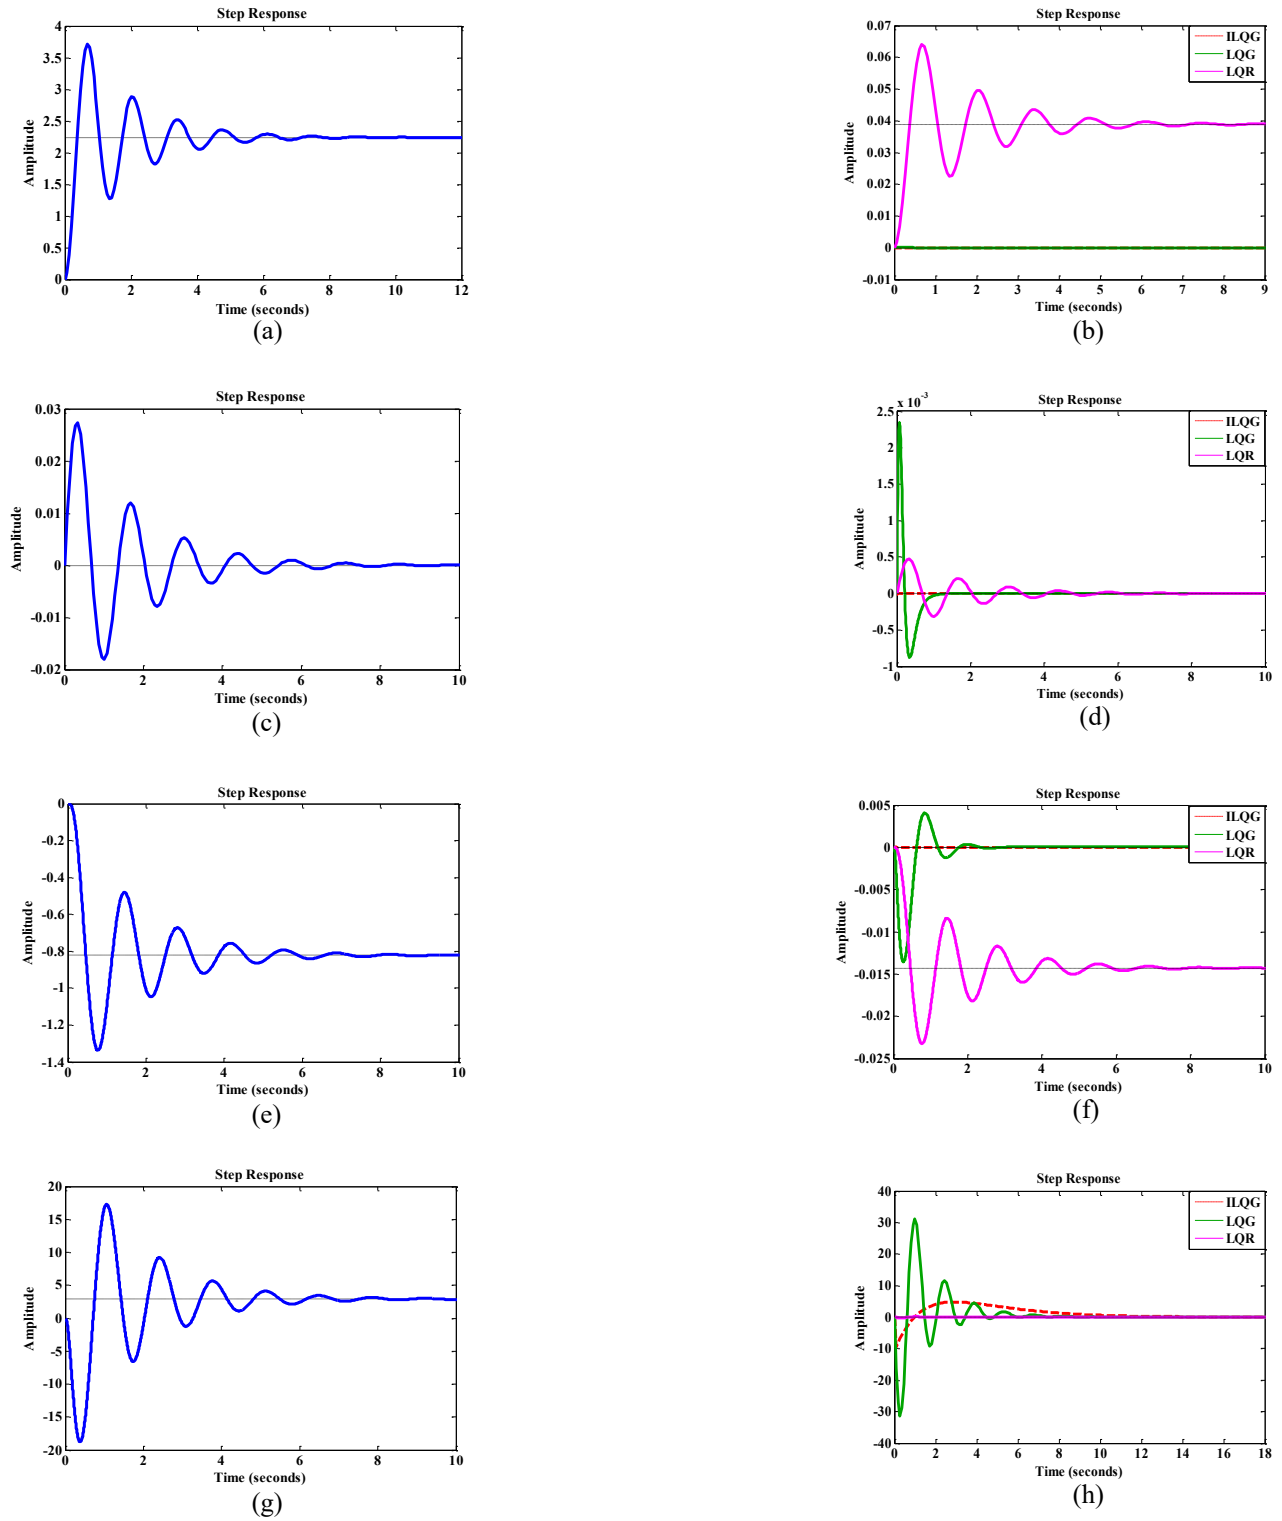 Step Response
4
3.5
3
2.5
2
1.5
1
0.5
0
Amplitude
0 2 4 6 8 10 12
Time (seconds)
(a)
Step Response
0.07
0.06
0.05
0.04
0.03
0.02
0.01
0
-0.01
Amplitude
ILQG
LQG
LQR
0 1 2 3 4 5 6 7 8 9
Time (seconds)
(b)
Step Response
0.03
0.02
0.01
0
-0.01
-0.02
Amplitude
0 2 4 6 8 10
Time (seconds)
(c)
Step Response
x 10-3
2.5
2
1.5
1
0.5
0
-0.5
-1
Amplitude
ILQG
LQG
LQR
0 2 4 6 8 10
Time (seconds)
(d)
Step Response
0
-0.2
-0.4
-0.6
-0.8
-1
-1.2
-1.4
Amplitude
0 2 4 6 8 10
Time (seconds)
(e)
Step Response
0.005
0
-0.005
-0.01
-0.015
-0.02
-0.025
Amplitude
ILQG
LQG
LQR
0 2 4 6 8 10
Time (seconds)
(f)
Step Response
20
15
10
5
0
-5
-10
-15
-20
Amplitude
0 2 4 6 8 10
Time (seconds)
(g)
Step Response
40
30
20
10
0
-10
-20
-30
-40
Amplitude
ILQG
LQG
LQR
0 2 4 6 8 10 12 14 16 18
Time (seconds)
(h)